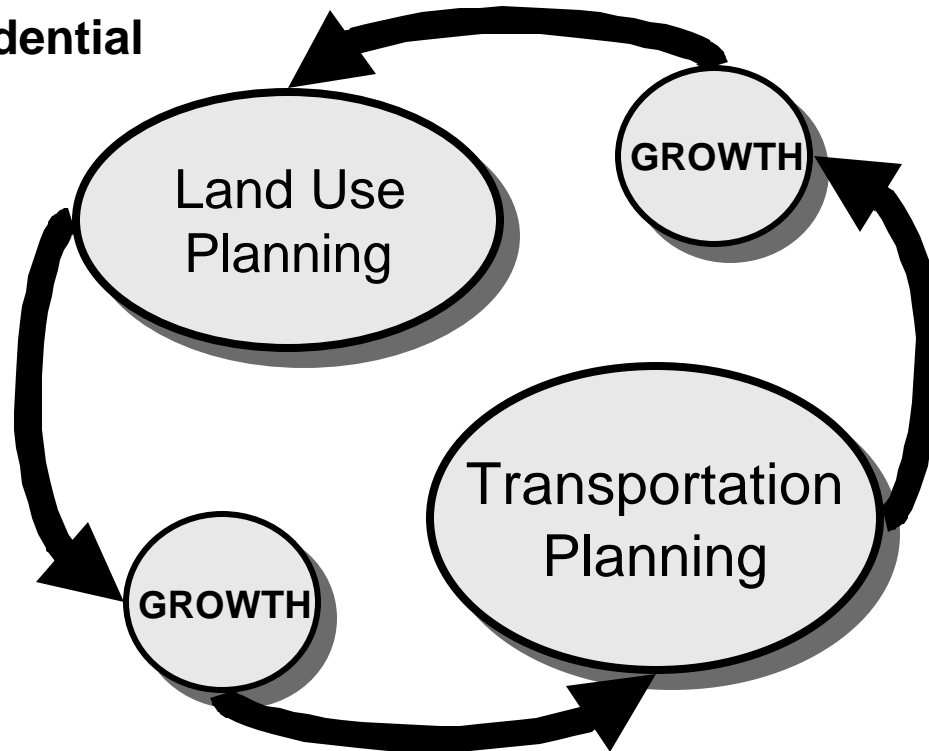 dential
GROWTH
Land Use
Planning
Transportation
Planning
GROWTH